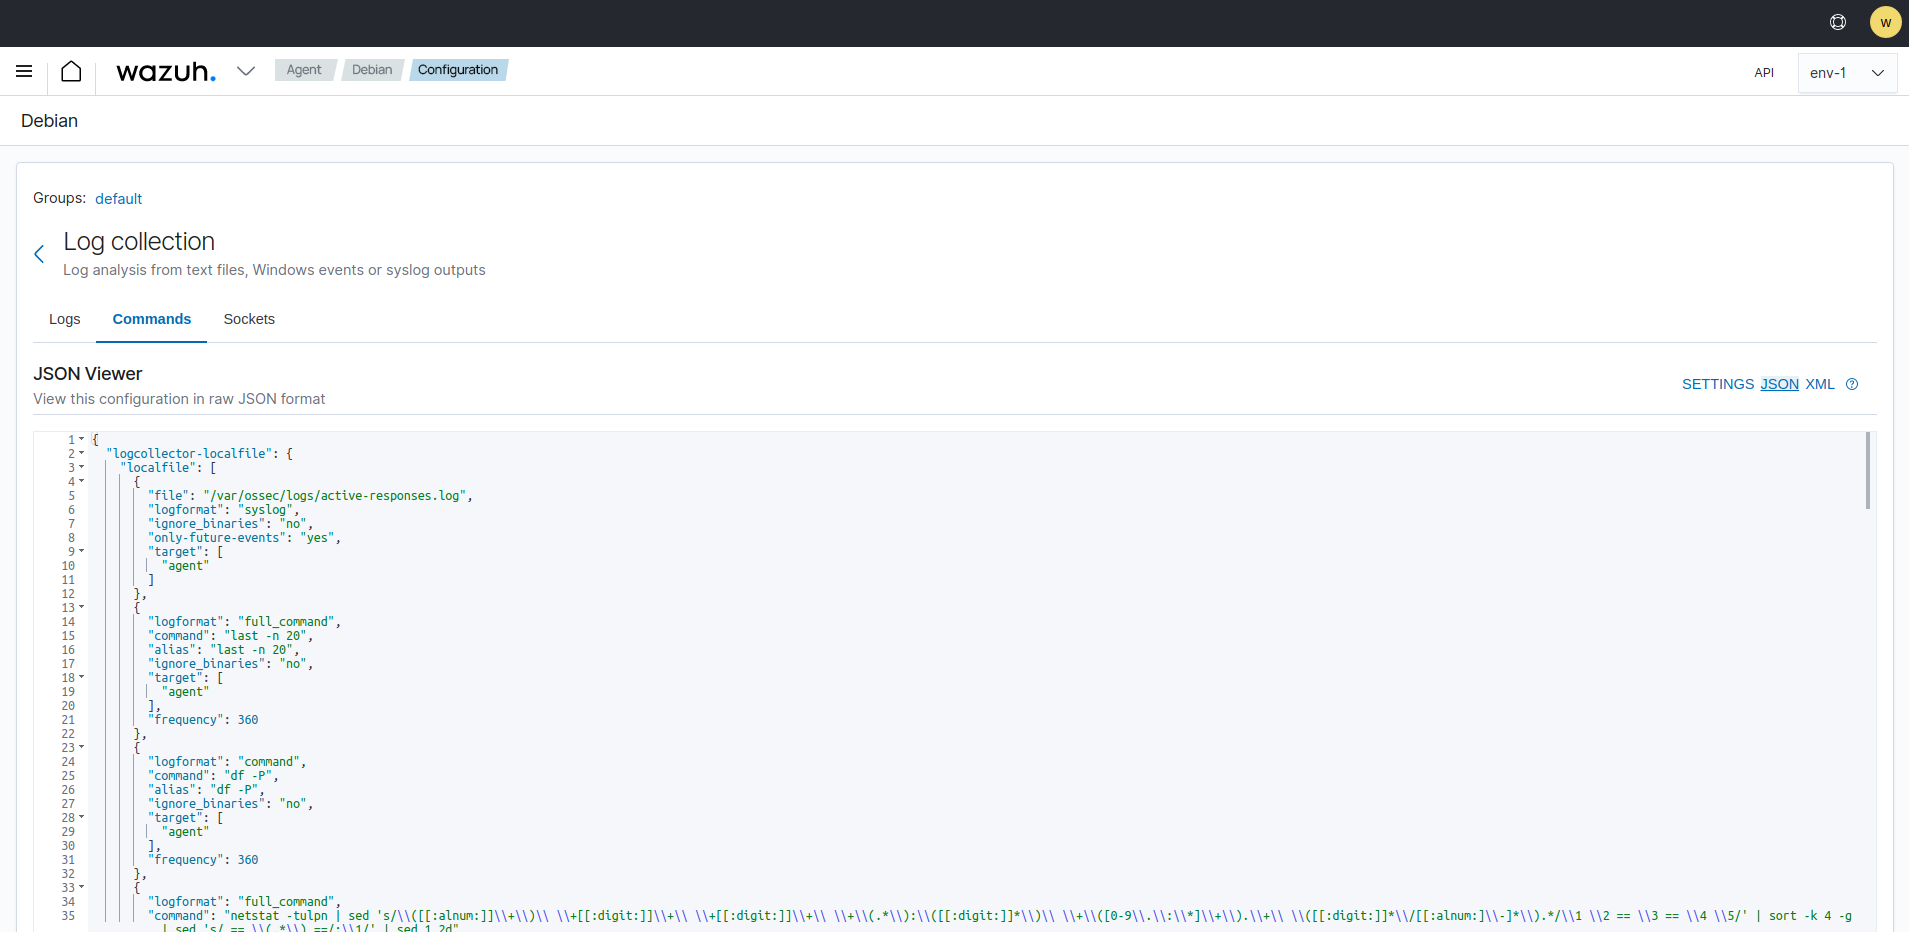 w
wazuh.
Agent
Debian
Configuration
API
env-1
Debian
Groups: default
Log collection
Log analysis from text files, Windows events or syslog outputs
Logs
Commands
Sockets
JSON Viewer
View this configuration in raw JSON format
SETTINGS JSON XML
1 {
2 "logcollector-localfile": {
3 "localfile": [
4 {
5 "file": "/var/ossec/logs/active-responses.log",
6 "logformat": "syslog",
7 "ignore_binaries": "no",
8 "only-future-events": "yes",
9 "target": [
10 "agent"
11 ]
12 },
13 {
14 "logformat": "full_command",
15 "command": "last -n 20",
16 "alias": "last -n 20",
17 "ignore_binaries": "no",
18 "target": [
19 "agent"
20 ],
21 "frequency": 360
22 },
23 {
24 "logformat": "command",
25 "command": "df -P",
26 "alias": "df -P",
27 "ignore_binaries": "no",
28 "target": [
29 "agent"
30 ],
31 "frequency": 360
32 },
33 {
34 "logformat": "full_command",
35 "command": "netstat -tulpn | sed 's/\\([[:alnum:]]\\+\\)\\ \\+[[:digit:]]\\+\\ \\+[[:digit:]]\\+\\ \\+\\(.*\\):\\([[:digit:]]*\\)\\ \\+\\([0-9\\.\\:\\*]\\+\\).\\+\\ \\([[:digit:]]*\\/[[:alnum:]\\-]*\\).*/\\1 \\2 == \\3 == \\4 \\5/' | sort -k 4 -g
| sed 's/ == \\(.*\\) ==/:\\1/' | sed 1,2d"